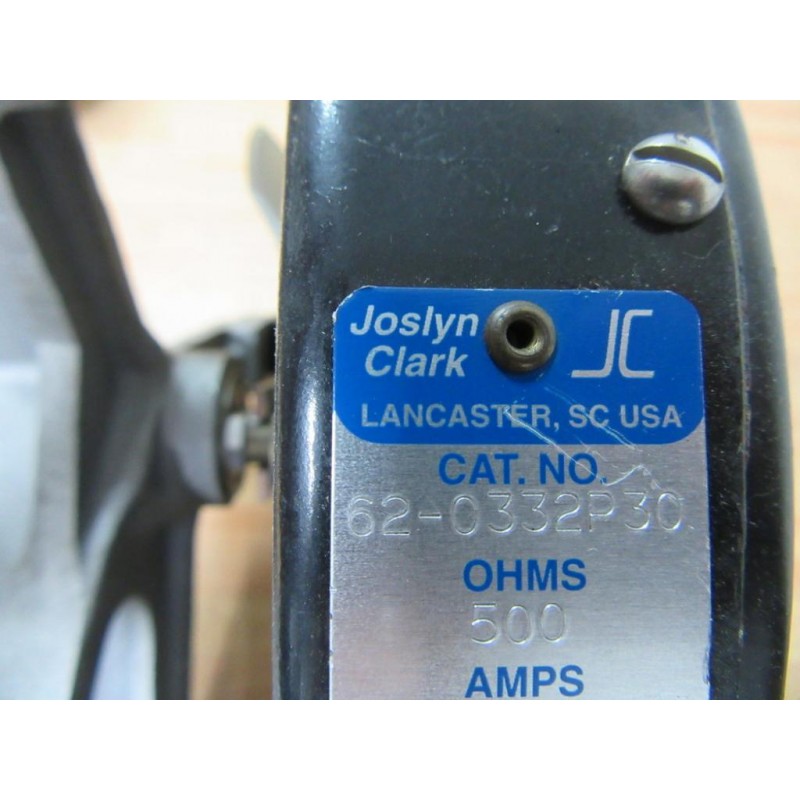 Joslyn
Clark
JC
LANCASTER, SC USA
CAT. NO.
62-0332P30
OHMS
500
AMPS